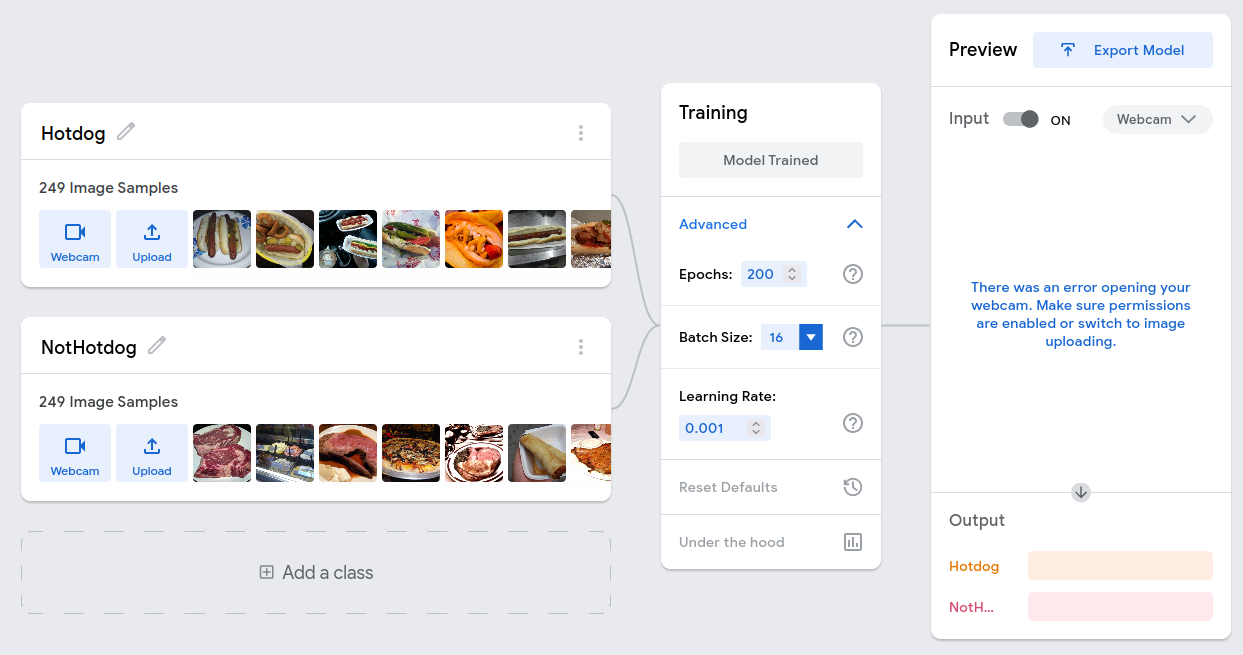 Hotdog
249 Image Samples
Webcam
Upload
NotHotdog
249 Image Samples
Webcam
Upload
Add a class
Training
Model Trained
Advanced
Epochs: 200
Batch Size: 16
Learning Rate:
0.001
Reset Defaults
Under the hood
Preview
Export Model
Input ON Webcam
There was an error opening your
webcam. Make sure permissions
are enabled or switch to image
uploading.
Output
Hotdog
NotH...